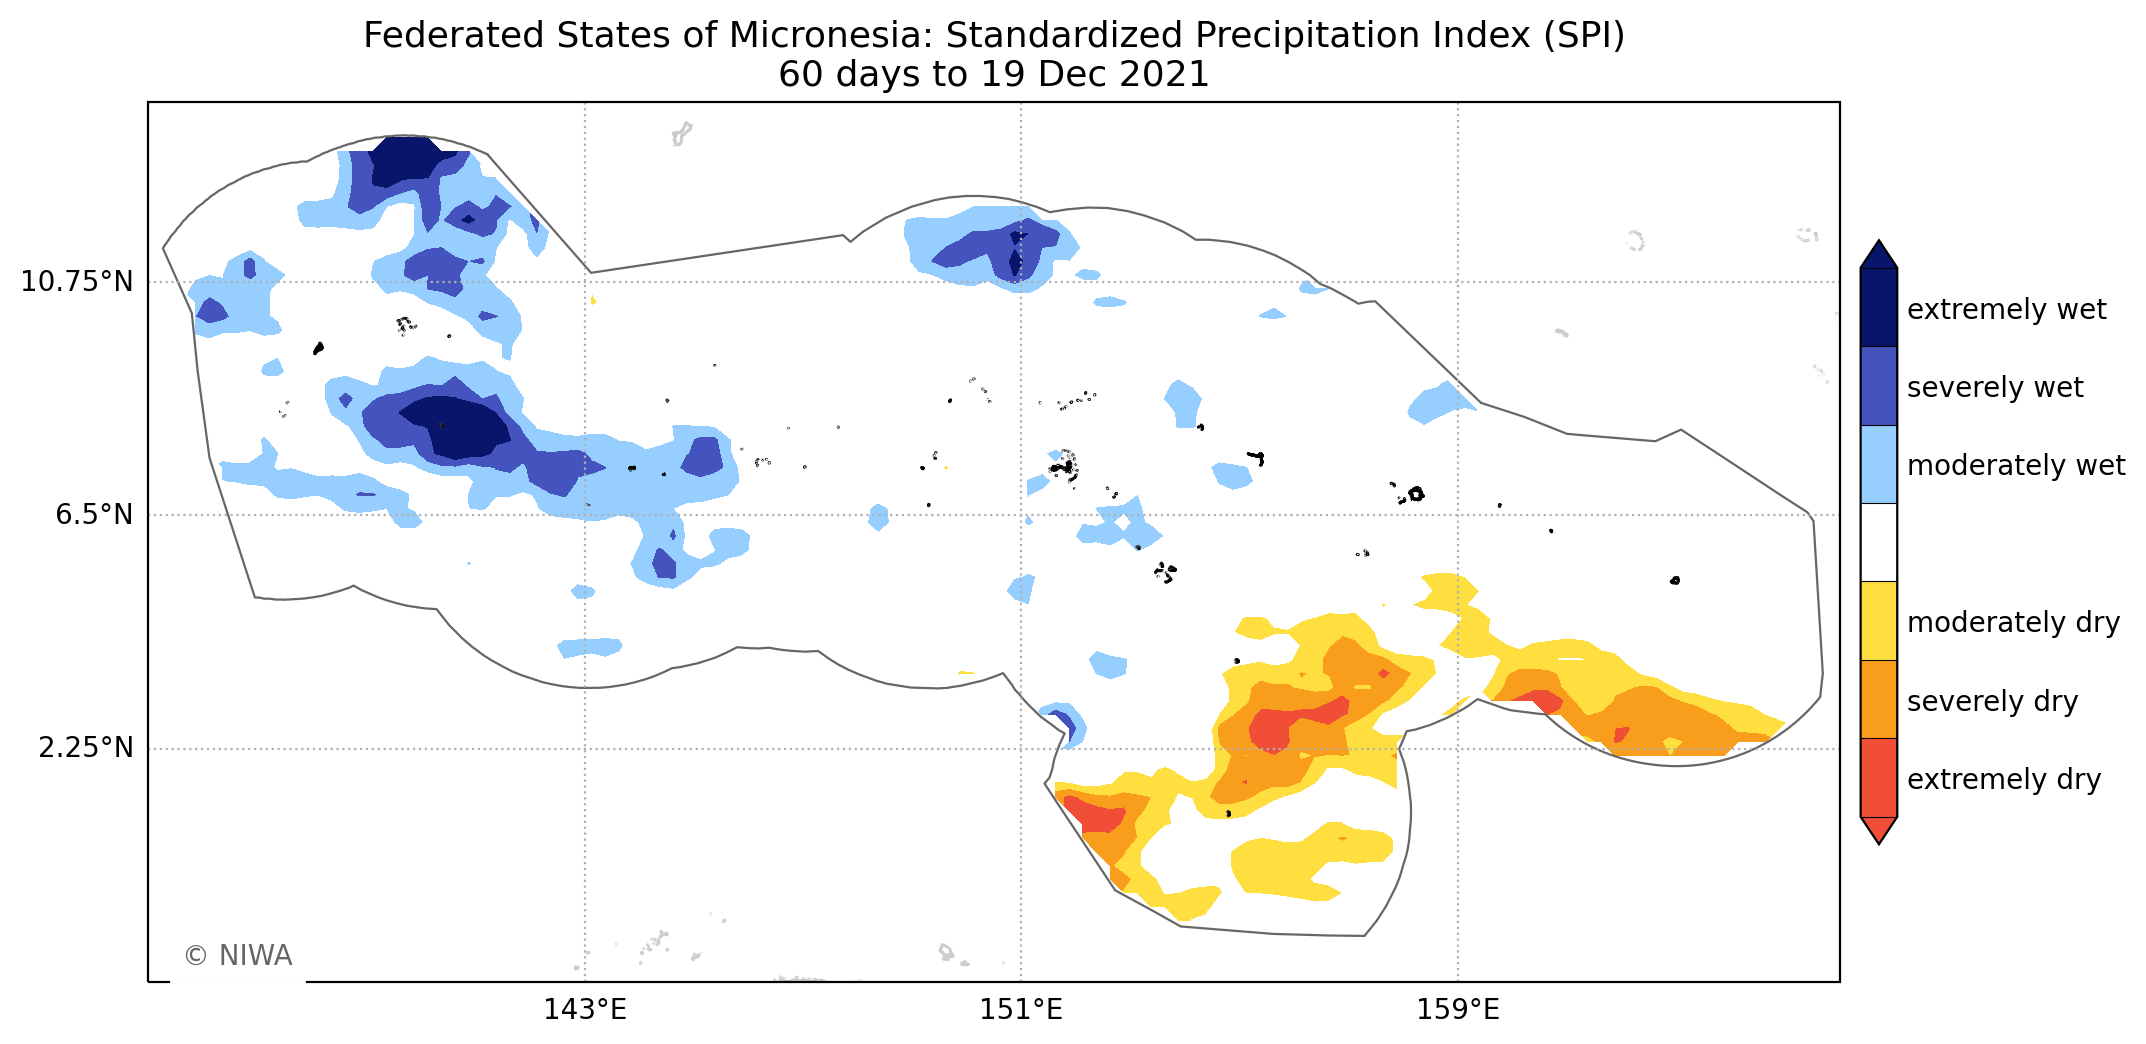 Federated States of Micronesia: Standardized Precipitation Index (SPI)
60 days to 19 Dec 2021
10.75°N
6.5°N
2.25°N
143°E
151°E
159°E
extremely wet
severely wet
moderately wet
moderately dry
severely dry
extremely dry
© NIWA